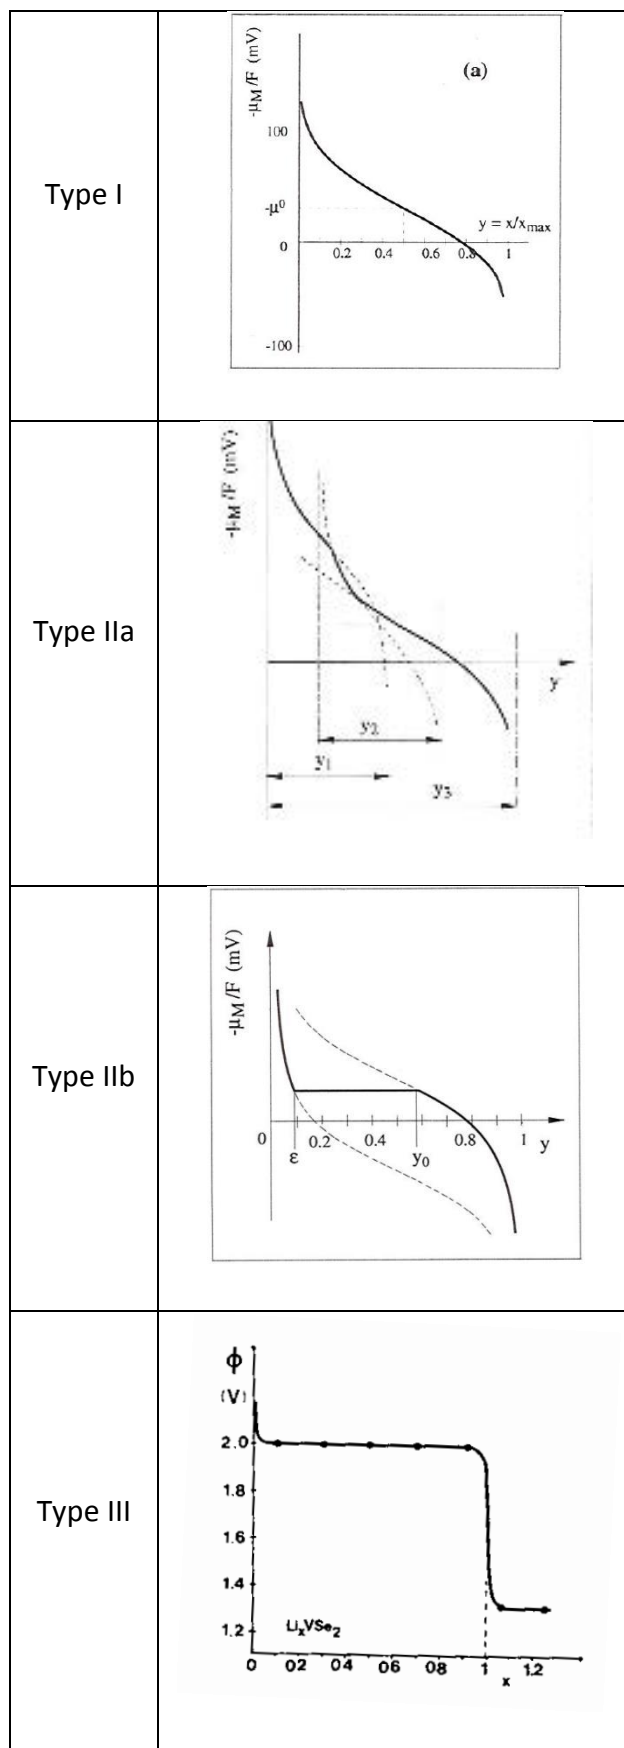 Type I
-μM/F (mV)
(a)
100
-μ⁰
y = x/xmax
0
0.2
0.4
0.6
0.8
1
-100
Type IIa
-μM/F (mV)
y
y2
y1
y3
Type IIb
-μM/F (mV)
0
0.2
0.4
0.8
1
y
ε
y0
Type III
ϕ
(V)
2.0
1.8
1.6
1.4
1.2
LixVSe2
0
02
04
06
08
1
1.2
x